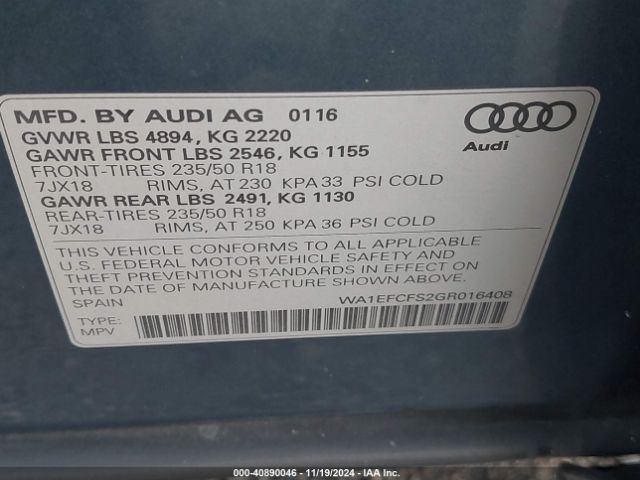 MFD. BY AUDI AG 0116
GVWR LBS 4894, KG 2220
GAWR FRONT LBS 2546, KG 1155
FRONT-TIRES 235/50 R18
7JX18 RIMS, AT 230 KPA 33 PSI COLD
GAWR REAR LBS 2491, KG 1130
REAR-TIRES 235/50 R18
7JX18 RIMS, AT 250 KPA 36 PSI COLD
Audi
THIS VEHICLE CONFORMS TO ALL APPLICABLE
U.S. FEDERAL MOTOR VEHICLE SAFETY AND
THEFT PREVENTION STANDARDS IN EFFECT ON
THE DATE OF MANUFACTURE SHOWN ABOVE.
SPAIN WA1EFCFS2GR016408
TYPE:
MPV
000-40890046 - 11/19/2024 - IAA Inc.